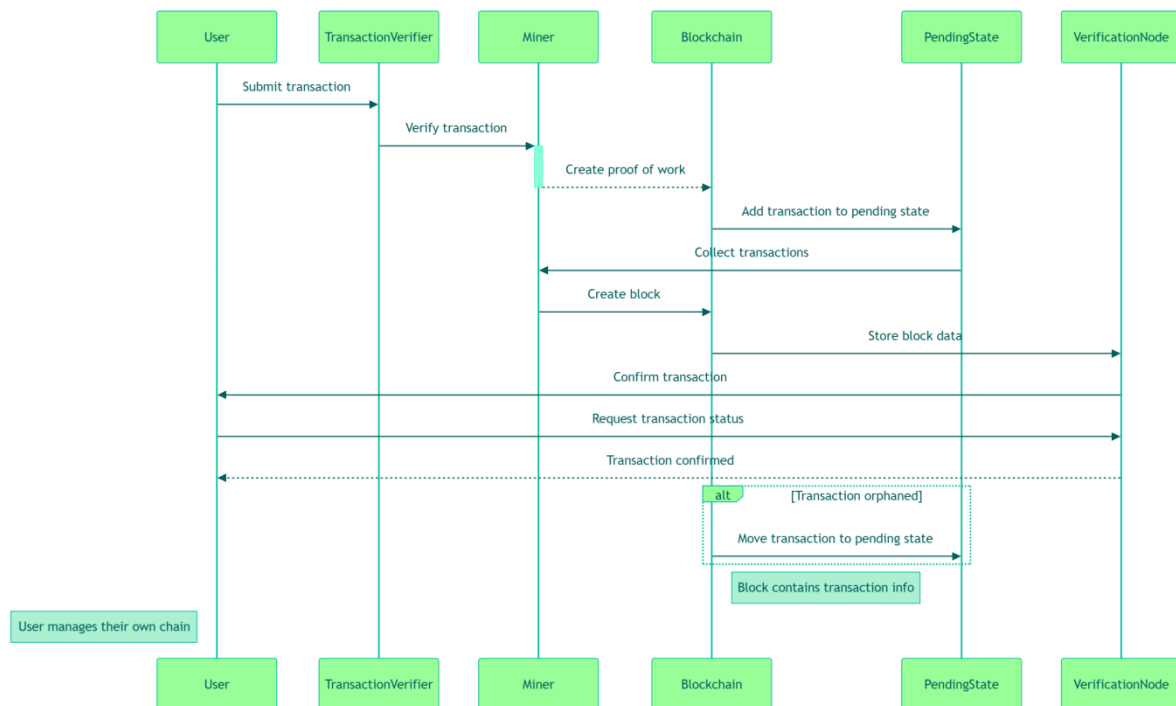 User
TransactionVerifier
Miner
Blockchain
PendingState
VerificationNode
Submit transaction
Verify transaction
Create proof of work
Add transaction to pending state
Collect transactions
Create block
Store block data
Confirm transaction
Request transaction status
Transaction confirmed
alt
[Transaction orphaned]
Move transaction to pending state
Block contains transaction info
User manages their own chain
User
TransactionVerifier
Miner
Blockchain
PendingState
VerificationNode